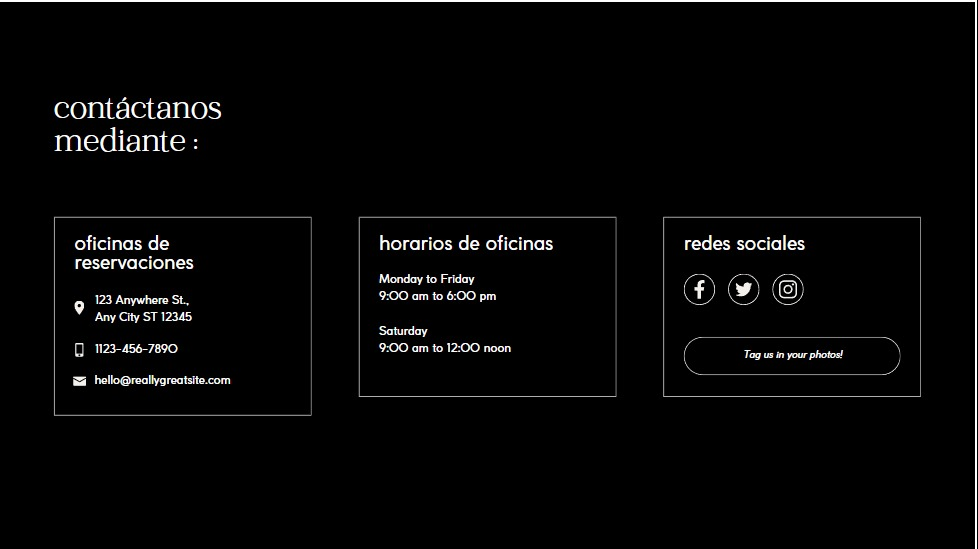 contáctanos
mediante :
oficinas de
reservaciones
123 Anywhere St.,
Any City ST 12345
1123-456-7890
hello@reallygreatsite.com
horarios de oficinas
Monday to Friday
9:00 am to 6:00 pm
Saturday
9:00 am to 12:00 noon
redes sociales
Tag us in your photos!